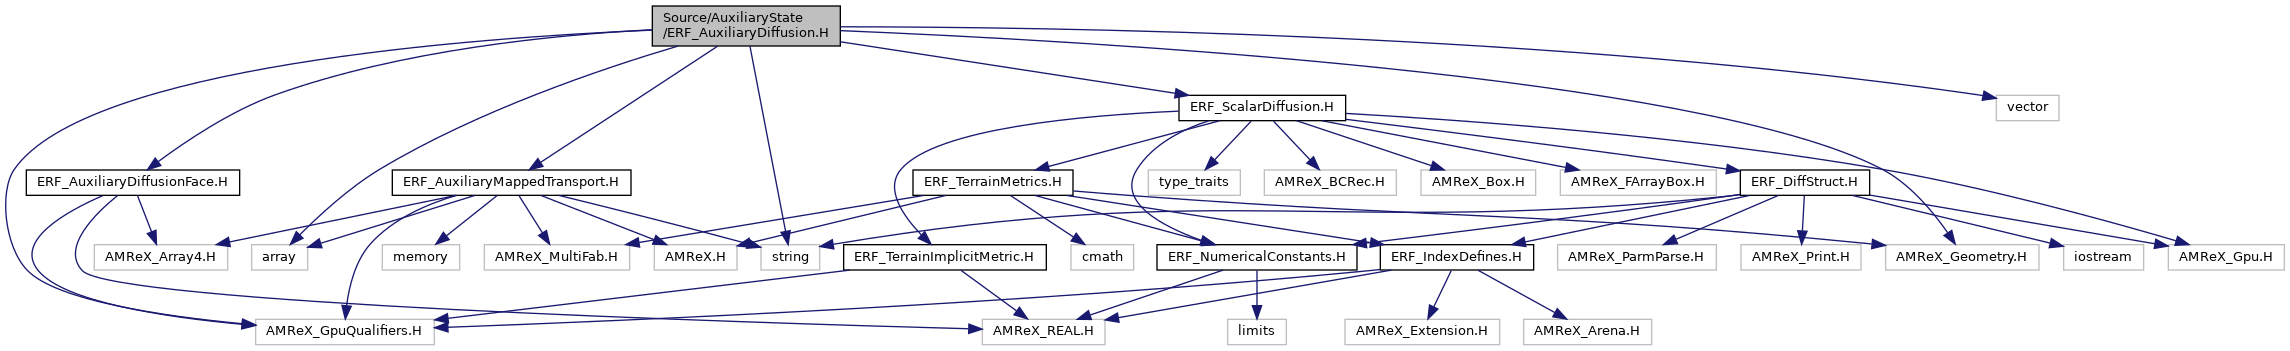 Source/AuxiliaryState
/ERF_AuxiliaryDiffusion.H
ERF_ScalarDiffusion.H
vector
ERF_AuxiliaryDiffusionFace.H
ERF_AuxiliaryMappedTransport.H
ERF_TerrainMetrics.H
type_traits
AMReX_BCRec.H
AMReX_Box.H
AMReX_FArrayBox.H
ERF_DiffStruct.H
AMReX_Array4.H
array
memory
AMReX_MultiFab.H
AMReX.H
string
ERF_TerrainImplicitMetric.H
cmath
ERF_NumericalConstants.H
ERF_IndexDefines.H
AMReX_ParmParse.H
AMReX_Print.H
AMReX_Geometry.H
iostream
AMReX_Gpu.H
AMReX_GpuQualifiers.H
AMReX_REAL.H
limits
AMReX_Extension.H
AMReX_Arena.H